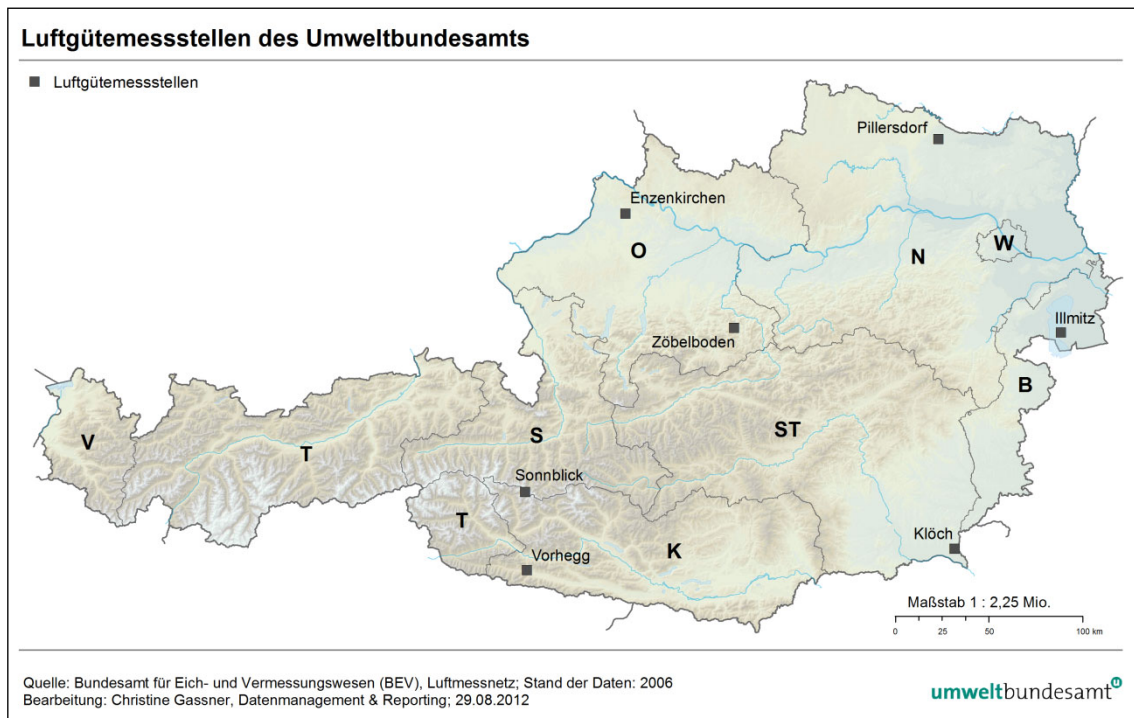 Luftgütemessstellen des Umweltbundesamts
Luftgütemessstellen
Pillersdorf
Enzenkirchen
W
O
N
Illmitz
Zöbelboden
B
V
T
S
ST
Sonnblick
T
K
Klöch
Vorhegg
Maßstab 1 : 2,25 Mio.
0 25 50 100 km
Quelle: Bundesamt für Eich- und Vermessungswesen (BEV), Luftmessnetz; Stand der Daten: 2006
Bearbeitung: Christine Gassner, Datenmanagement & Reporting; 29.08.2012
umweltbundesamt U